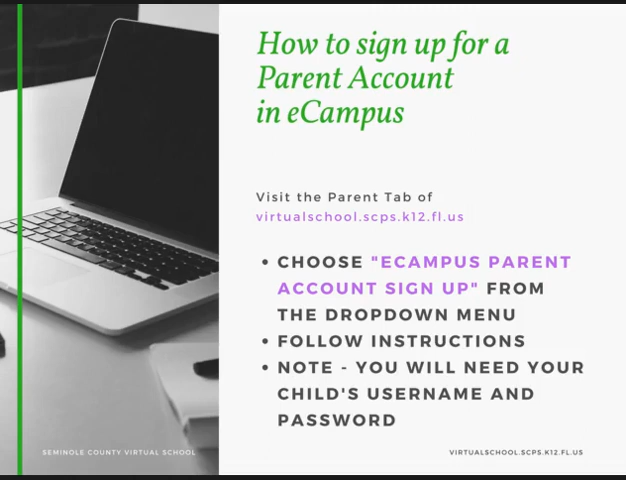 How to sign up for a
Parent Account
in eCampus
Visit the Parent Tab of
virtualschool.scps.k12.fl.us
• CHOOSE "ECAMPUS PARENT
ACCOUNT SIGN UP" FROM
THE DROPDOWN MENU
• FOLLOW INSTRUCTIONS
• NOTE - YOU WILL NEED YOUR
CHILD'S USERNAME AND
PASSWORD
SEMINOLE COUNTY VIRTUAL SCHOOL
VIRTUALSCHOOL.SCPS.K12.FL.US